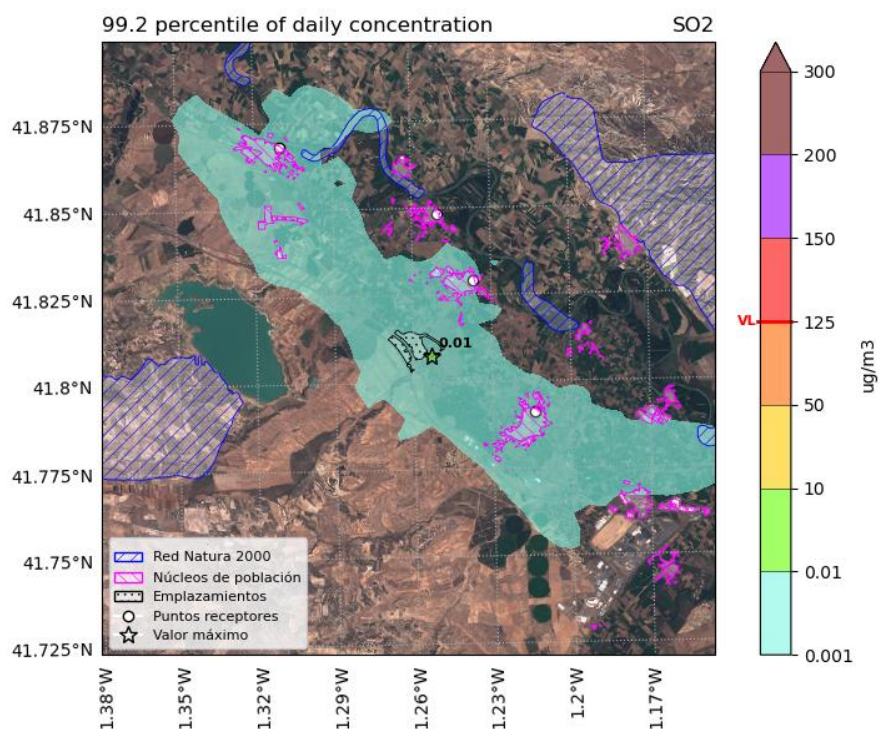 99.2 percentile of daily concentration SO2
41.875°N
41.85°N
41.825°N
41.8°N
41.775°N
41.75°N
41.725°N
1.38°W
1.35°W
1.32°W
1.29°W
1.26°W
1.23°W
1.2°W
1.17°W
0.01
Red Natura 2000
Núcleos de población
Emplazamientos
Puntos receptores
Valor máximo
300
200
150
VL
125
50
10
0.01
0.001
ug/m3